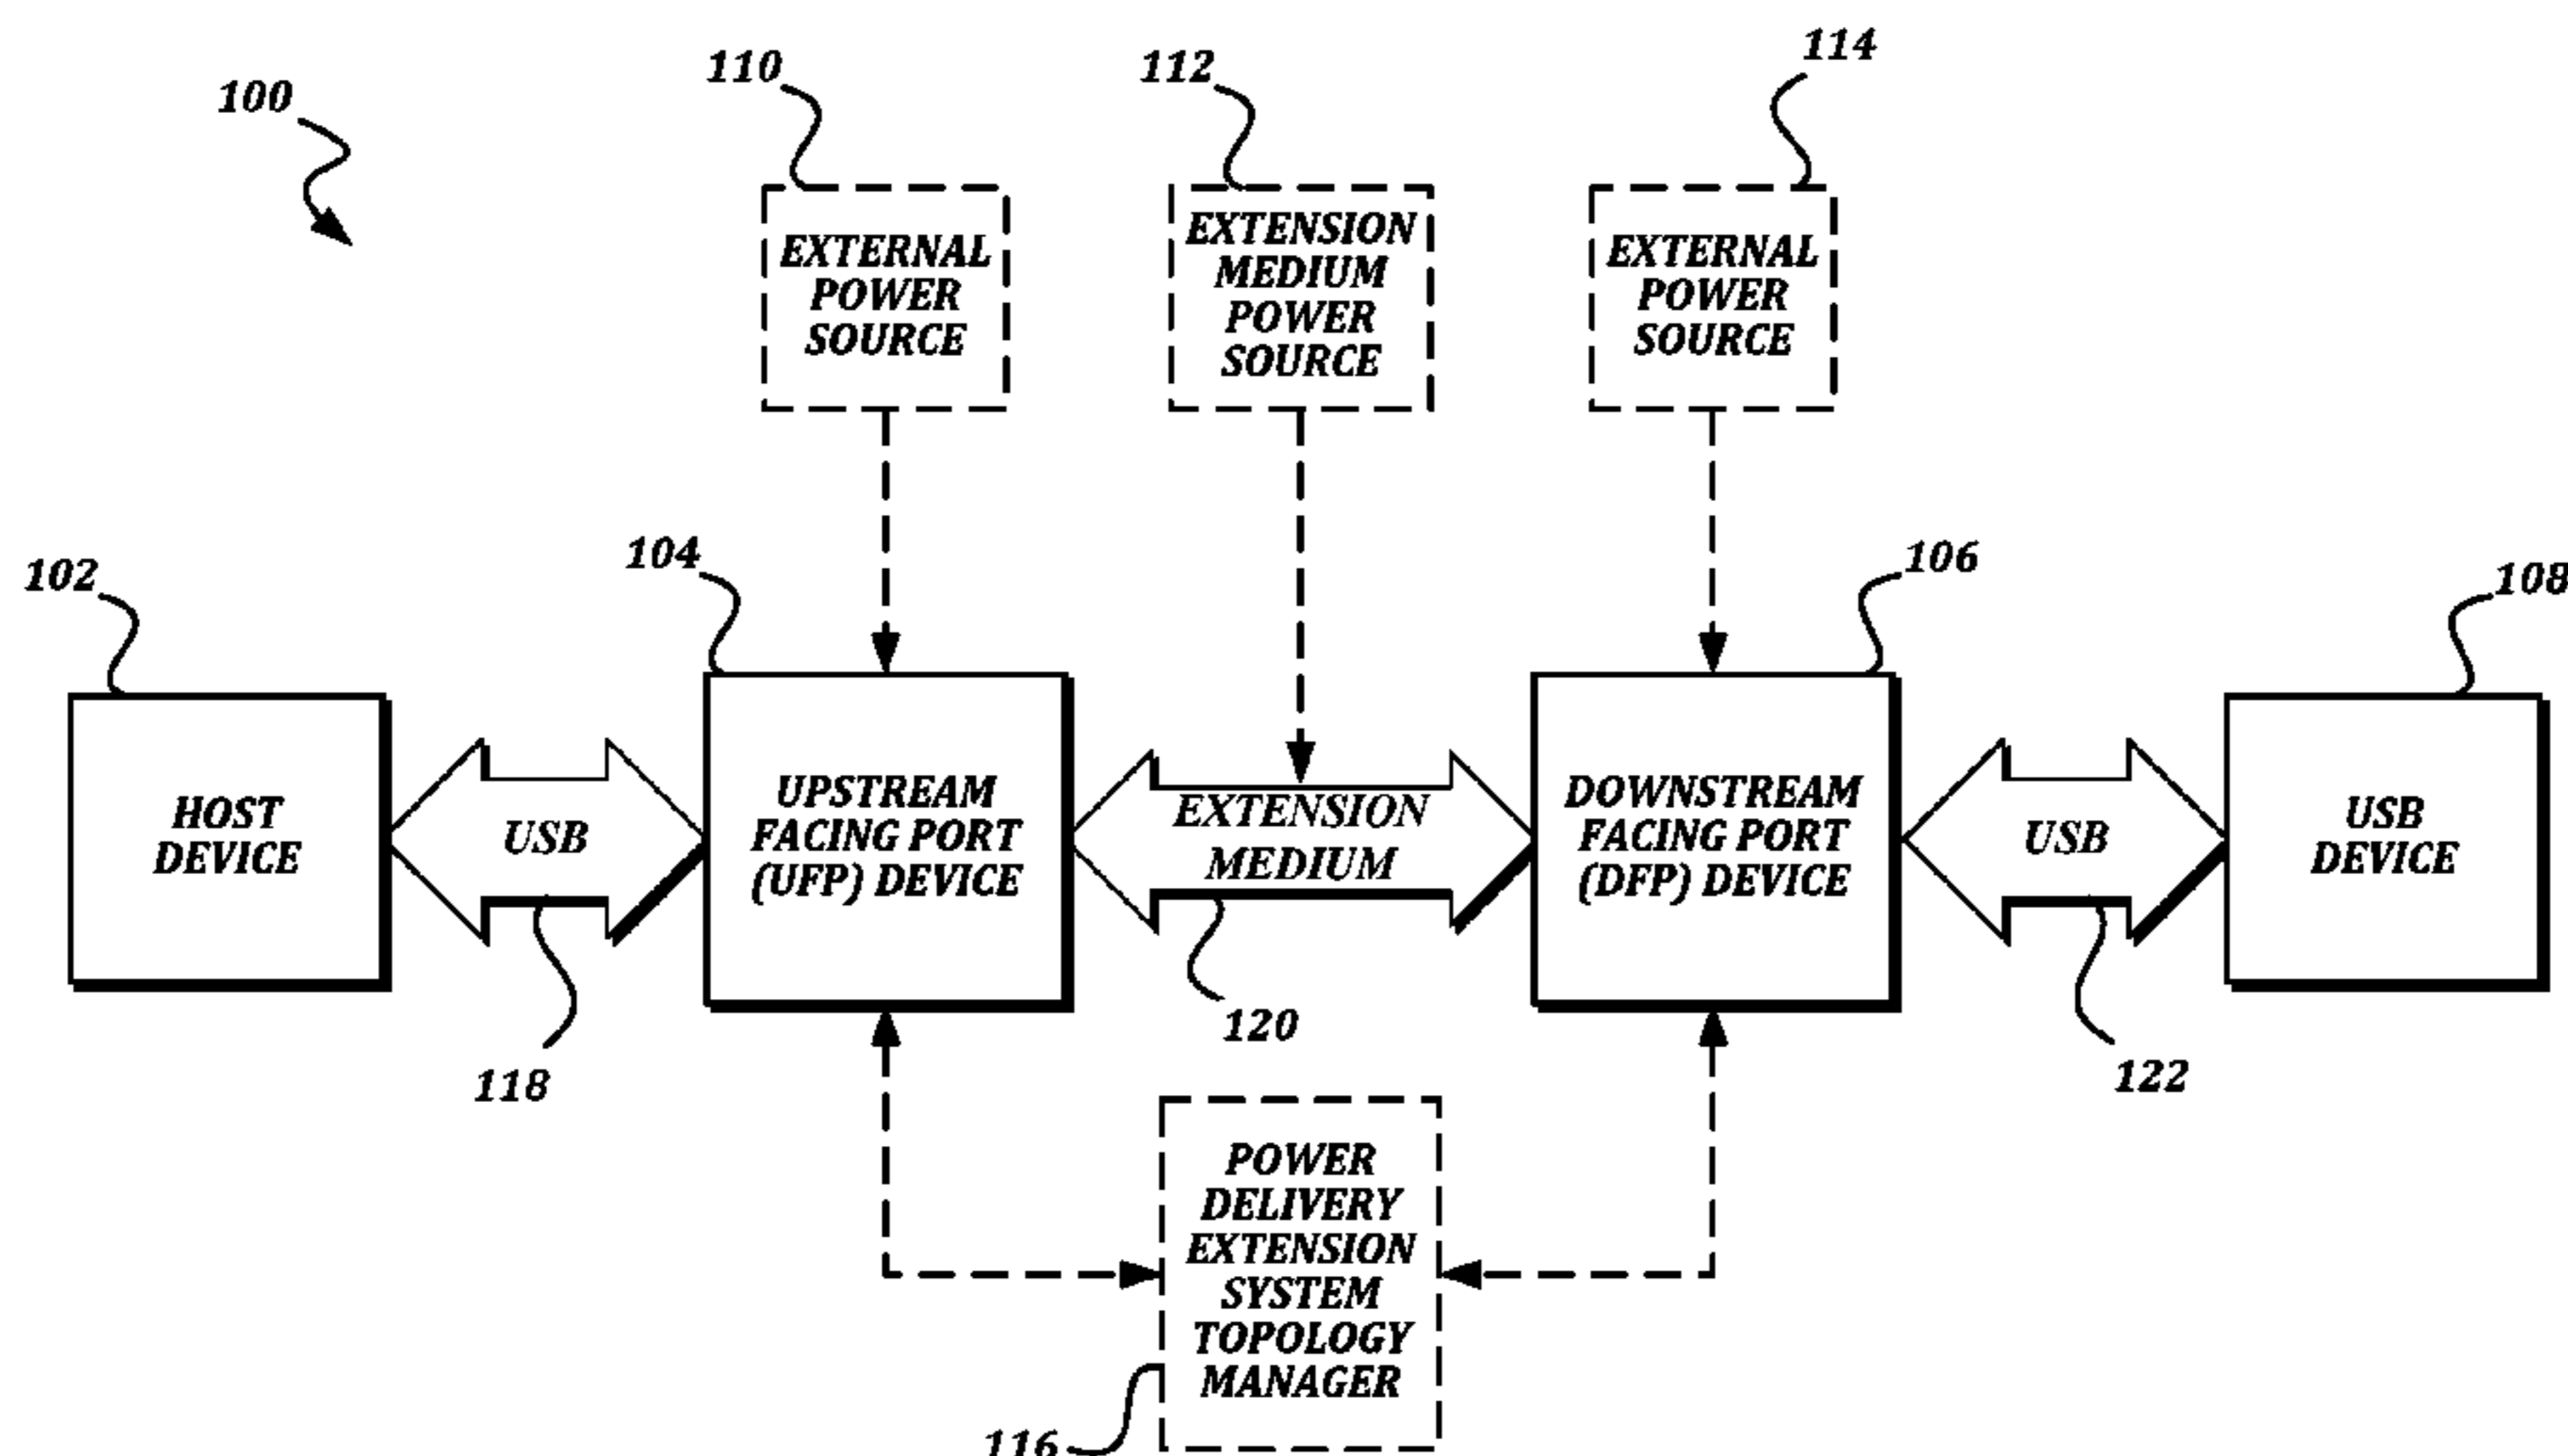 100
110
112
114
EXTERNAL
POWER
SOURCE
EXTENSION
MEDIUM
POWER
SOURCE
EXTERNAL
POWER
SOURCE
102
104
106
108
HOST
DEVICE
USB
UPSTREAM
FACING PORT
(UFP) DEVICE
EXTENSION
MEDIUM
DOWNSTREAM
FACING PORT
(DFP) DEVICE
USB
USB
DEVICE
118
120
122
POWER
DELIVERY
EXTENSION
SYSTEM
TOPOLOGY
MANAGER
116